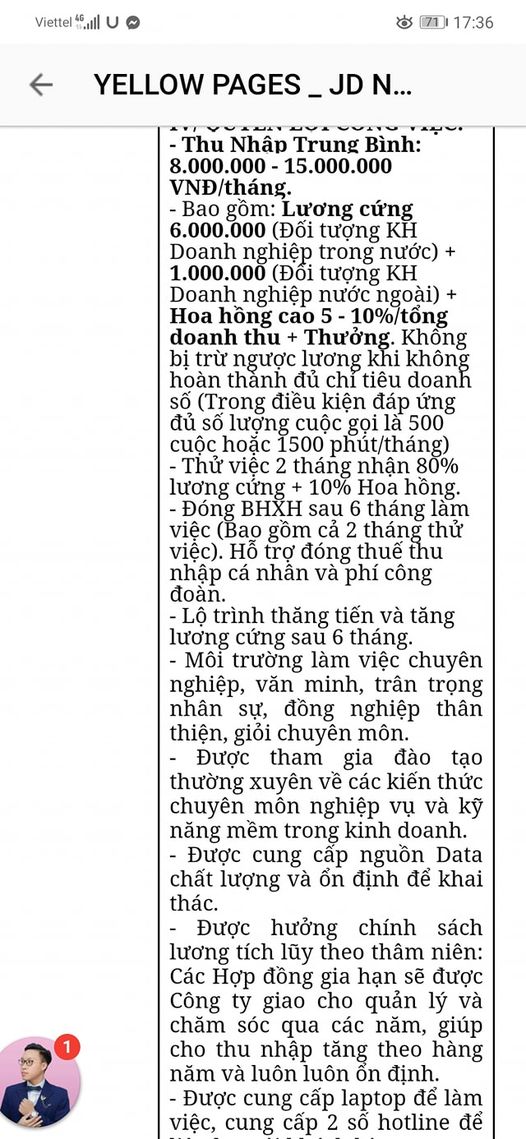 Viettel 4G 71 17:36
YELLOW PAGES _ JD N...
IV/ QUYỀN LỢI CÔNG VIỆC:
- Thu Nhập Trung Bình:
8.000.000 - 15.000.000
VNĐ/tháng.
- Bao gồm: Lương cứng
6.000.000 (Đối tượng KH
Doanh nghiệp trong nước) +
1.000.000 (Đối tượng KH
Doanh nghiệp nước ngoài) +
Hoa hồng cao 5 - 10%/tổng
doanh thu + Thưởng. Không
bị trừ ngược lương khi không
hoàn thành đủ chỉ tiêu doanh
số (Trong điều kiện đáp ứng
đủ số lượng cuộc gọi là 500
cuộc hoặc 1500 phút/tháng)
- Thử việc 2 tháng nhận 80%
lương cứng + 10% Hoa hồng.
- Đóng BHXH sau 6 tháng làm
việc (Bao gồm cả 2 tháng thử
việc). Hỗ trợ đóng thuế thu
nhập cá nhân và phí công
đoàn.
- Lộ trình thăng tiến và tăng
lương cứng sau 6 tháng.
- Môi trường làm việc chuyên
nghiệp, văn minh, trân trọng
nhân sự, đồng nghiệp thân
thiện, giỏi chuyên môn.
- Được tham gia đào tạo
thường xuyên về các kiến thức
chuyên môn nghiệp vụ và kỹ
năng mềm trong kinh doanh.
- Được cung cấp nguồn Data
chất lượng và ổn định để khai
thác.
- Được hưởng chính sách
lương tích lũy theo thâm niên:
Các Hợp đồng gia hạn sẽ được
Công ty giao cho quản lý và
chăm sóc qua các năm, giúp
cho thu nhập tăng theo hàng
năm và luôn luôn ổn định.
- Được cung cấp laptop để làm
việc, cung cấp 2 số hotline để
1